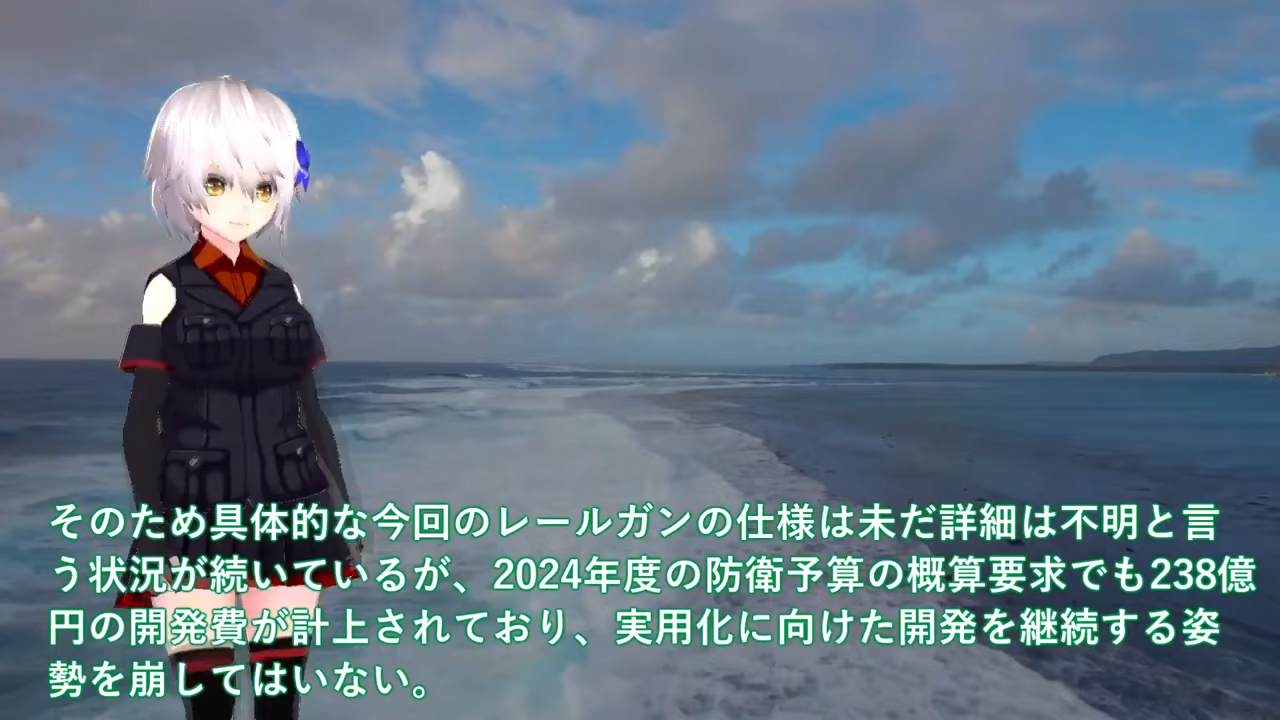 そのため具体的な今回のレールガンの仕様は未だ詳細は不明と言
う状況が続いているが、2024年度の防衛予算の概算要求でも238億
円の開発費が計上されており、実用化に向けた開発を継続する姿
勢を崩してはいない。